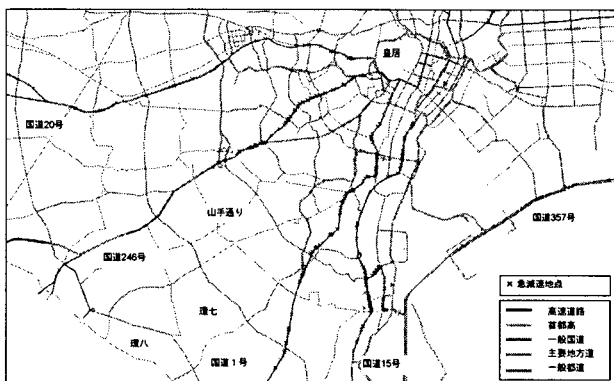 皇居
国道20号
山手通り
国道357号
国道246号
環七
環八
国道1号
国道15号
× 急減速地点
高速道路
首都高
一般国道
主要地方道
一般都道